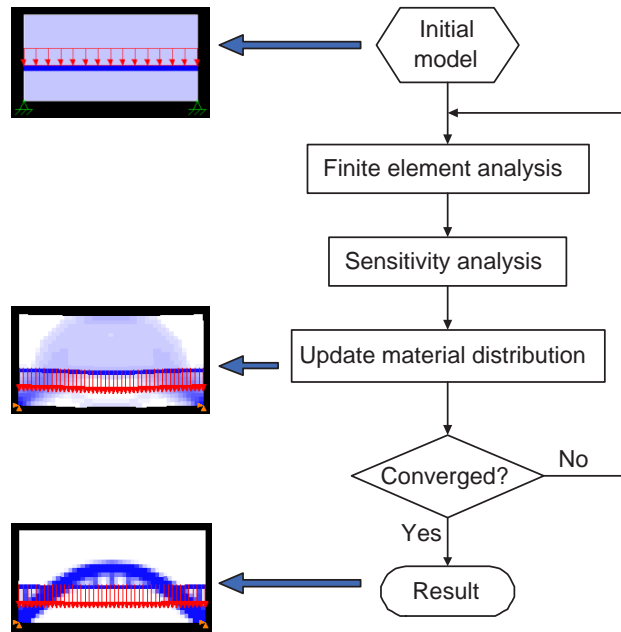 Initial
model
Finite element analysis
Sensitivity analysis
Update material distribution
Converged?
No
Yes
Result